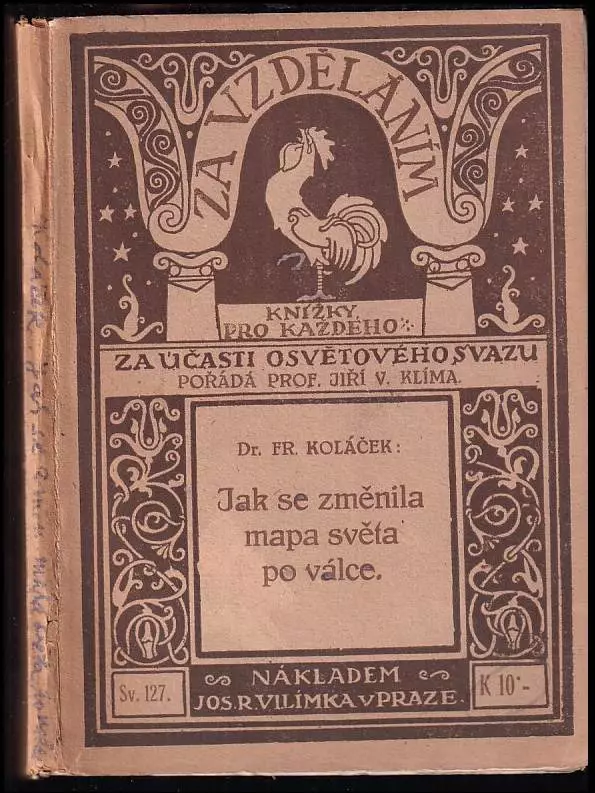 ZA VZDĚLÁNÍM
KNÍŽKY
PRO KAŽDÉHO
ZA ÚČASTI OSVĚTOVÉHO SVAZU
POŘÁDÁ PROF. JIŘÍ V. KLÍMA.
Dr. FR. KOLÁČEK:
Jak se změnila
mapa světa
po válce.
NÁKLADEM
JOS. R. VILÍMKA V PRAZE.
Sv. 127.
K 10·-